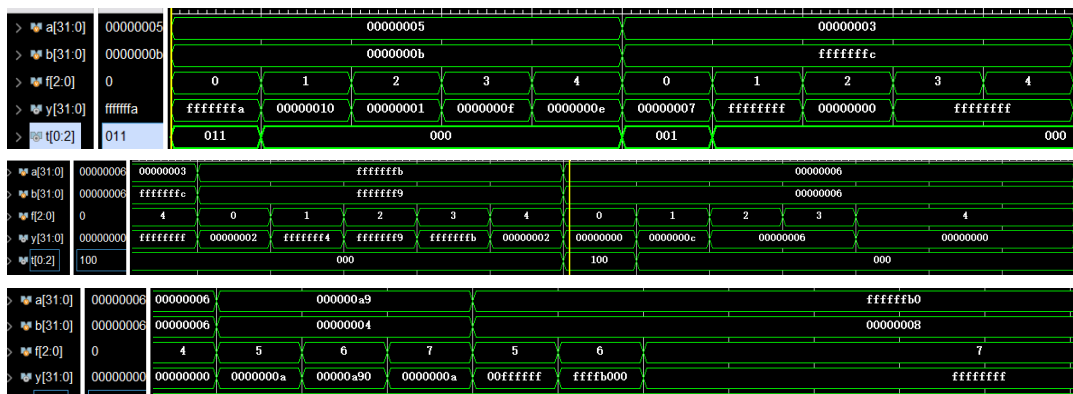 a[31:0] 00000005 00000005 00000003
b[31:0] 0000000b 0000000b fffffffc
f[2:0] 0 0 1 2 3 4 0 1 2 3 4
y[31:0] fffffffa fffffffa 00000010 00000001 0000000f 0000000e 00000007 ffffffff 00000000 ffffffff
t[0:2] 011 011 000 001 000
a[31:0] 00000006 00000003 fffffffb 00000006
b[31:0] 00000006 fffffffc fffffff9 00000006
f[2:0] 0 4 0 1 2 3 4 0 1 2 3 4
y[31:0] 00000000 ffffffff 00000002 fffffff4 fffffff9 fffffffb 00000002 00000000 0000000c 00000006 00000000
t[0:2] 100 000 100 000
a[31:0] 00000006 00000006 000000a9 ffffffb0
b[31:0] 00000006 00000006 00000004 00000008
f[2:0] 0 4 5 6 7 5 6 7
y[31:0] 00000000 00000000 0000000a 00000a90 0000000a 00ffffff ffffb000 ffffffff